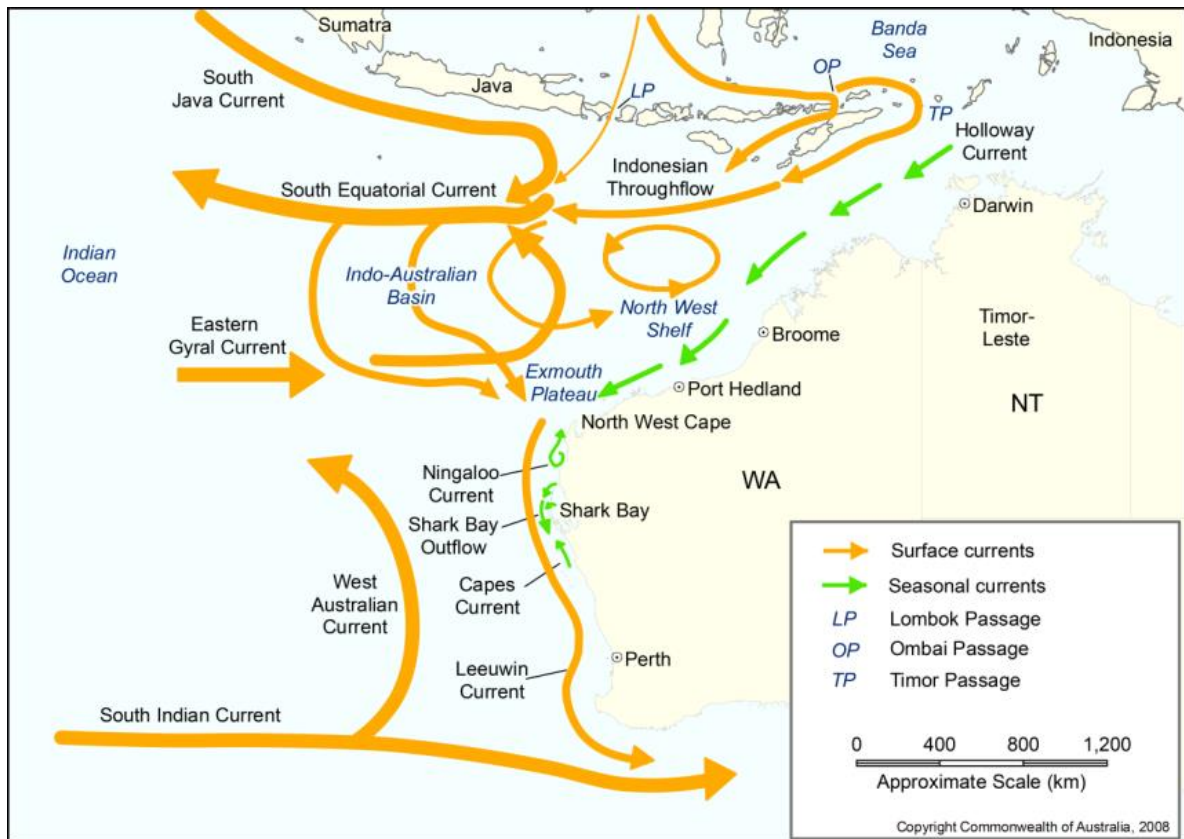 Sumatra
Banda
Sea
Indonesia
South
Java Current
Java
LP
OP
TP
Holloway
Current
Indonesian
Throughflow
South Equatorial Current
Darwin
Indian
Ocean
Indo-Australian
Basin
North West
Shelf
Timor-
Leste
Eastern
Gyral Current
Broome
Exmouth
Plateau
Port Hedland
NT
North West Cape
Ningaloo
Current
WA
Shark Bay
Shark Bay
Outflow
West
Australian
Current
Capes
Current
Leeuwin
Current
Perth
South Indian Current
Surface currents
Seasonal currents
LP Lombok Passage
OP Ombai Passage
TP Timor Passage
0 400 800 1,200
Approximate Scale (km)
Copyright Commonwealth of Australia, 2008